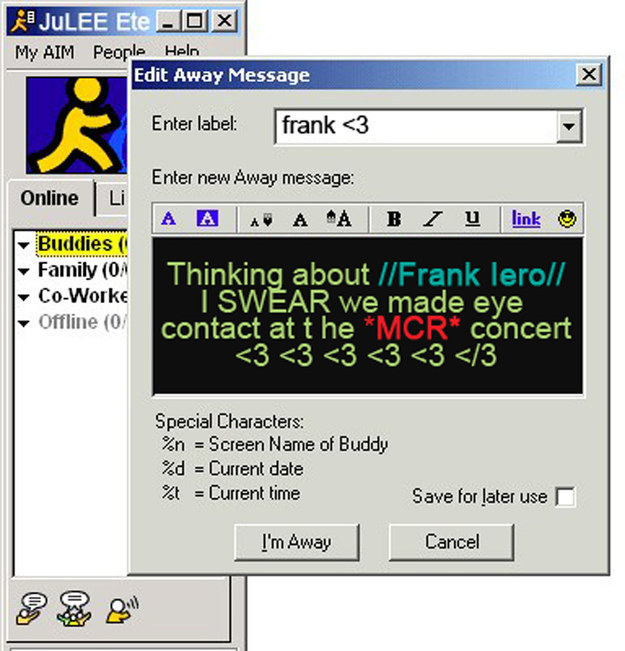 JuLEE Ete
My AIM People Help
Online Li
Buddies (
Family (0/
Co-Worke
Offline (0/
Edit Away Message
Enter label: frank <3
Enter new Away message:
A A A A A B I U link
Thinking about //Frank Iero//
I SWEAR we made eye
contact at t he *MCR* concert
<3 <3 <3 <3 <3 </3
Special Characters:
%n = Screen Name of Buddy
%d = Current date
%t = Current time
Save for later use
I'm Away Cancel